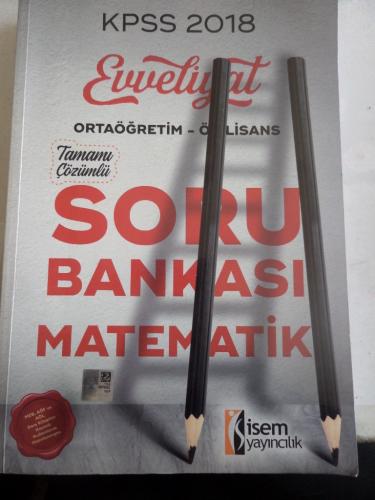 KPSS 2018
Evveliyat
ORTAÖĞRETİM - ÖNLİSANS
Tamamı
Çözümlü
SORU
BANKASI
MATEMATİK
isem
yayıncılık